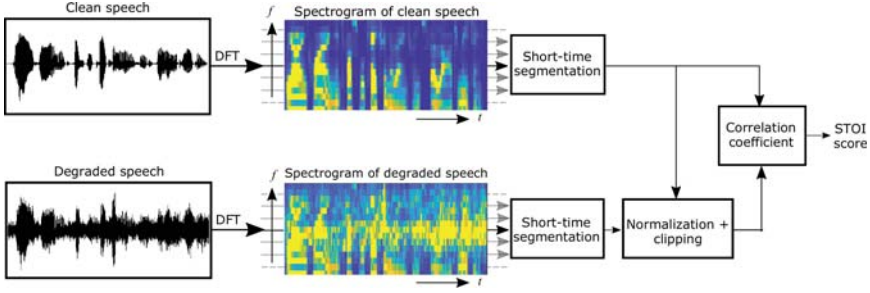 Clean speech
DFT
f
Spectrogram of clean speech
t
Short-time
segmentation
Correlation
coefficient
STOI
score
Degraded speech
DFT
f
Spectrogram of degraded speech
t
Short-time
segmentation
Normalization +
clipping